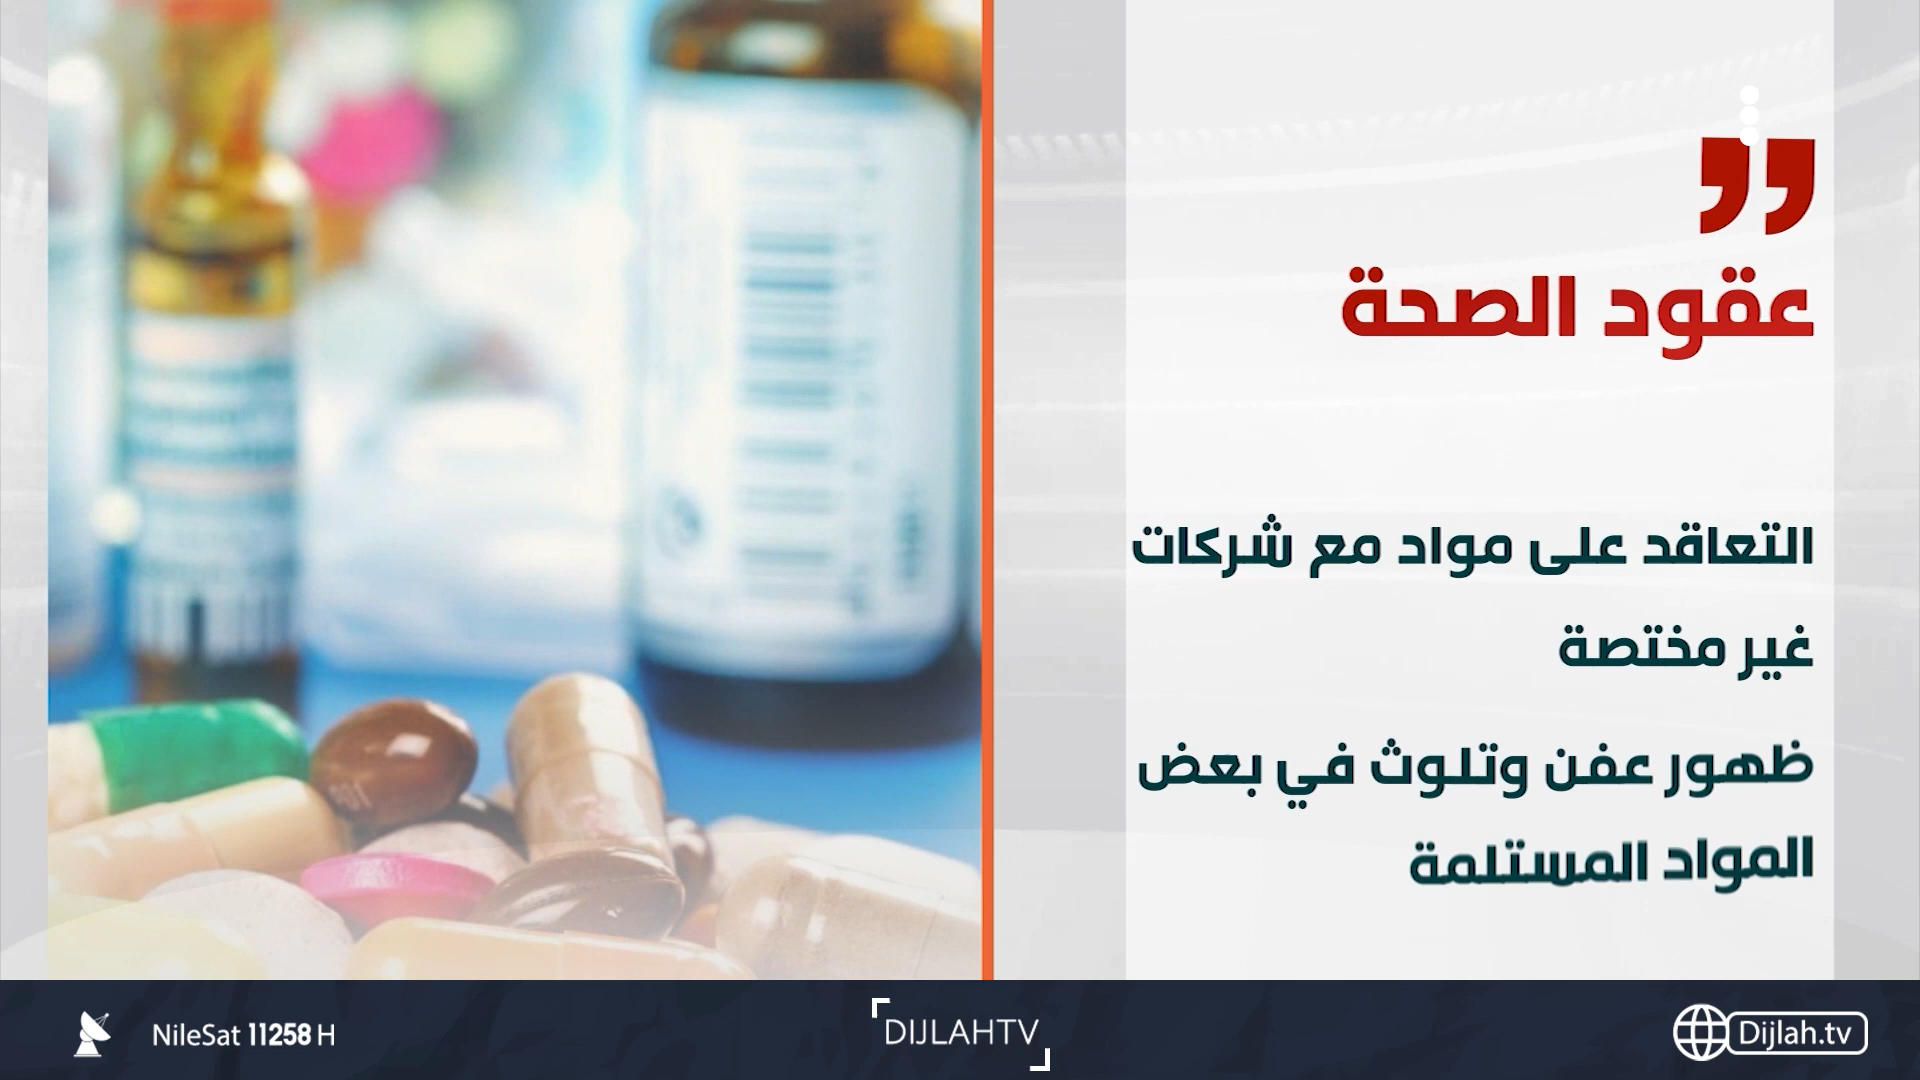 عقود الصحة
التعاقد على مواد مع شركات
غير مختصة
ظهور عفن وتلوث في بعض
المواد المستلمة
NileSat 11258 H
DIJLAHTV
Dijlah.tv